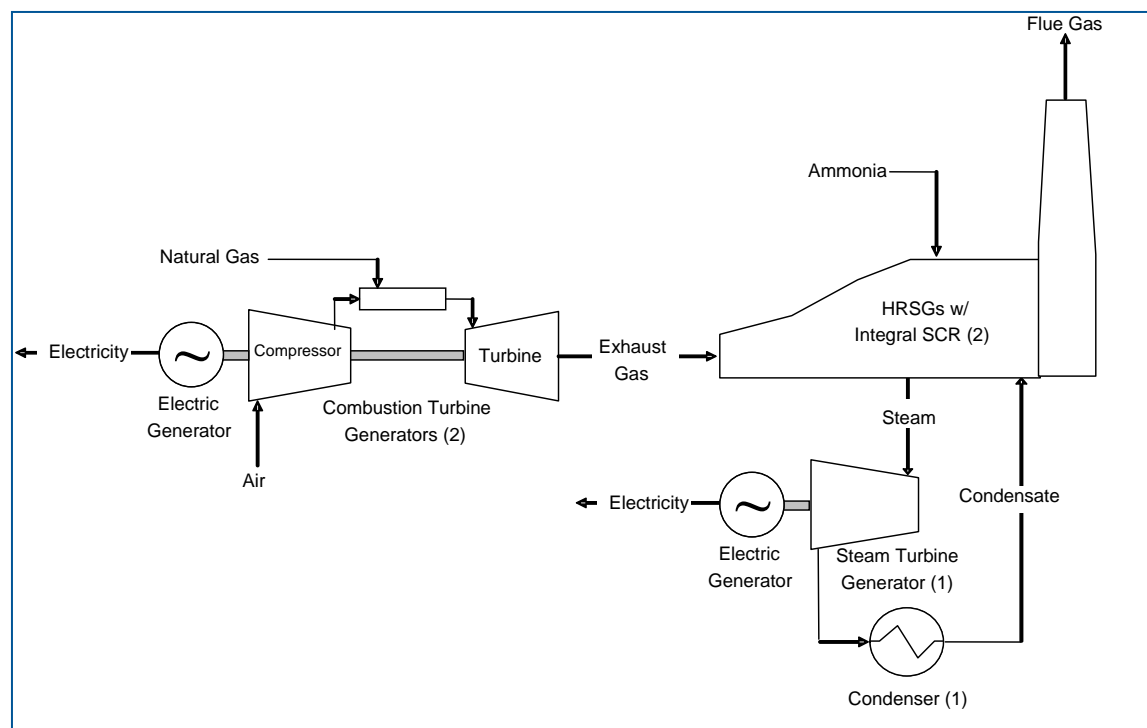 Flue Gas
Ammonia
Natural Gas
HRSGs w/
Integral SCR (2)
Electricity
Compressor
Turbine
Exhaust
Gas
Electric
Generator
Combustion Turbine
Generators (2)
Steam
Air
Electricity
Condensate
Electric
Generator
Steam Turbine
Generator (1)
Condenser (1)